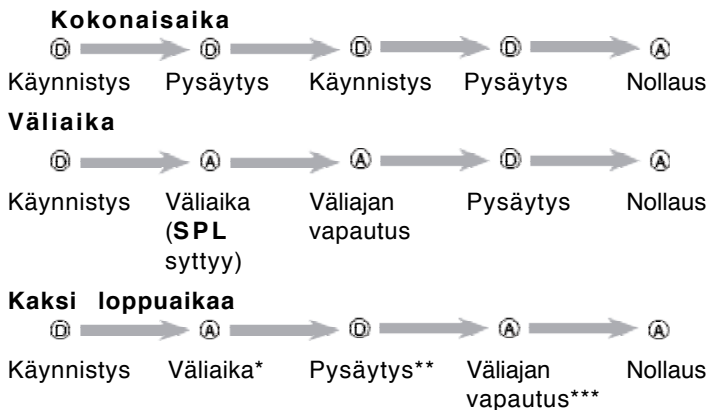 Kokonaisaika
D D D D A
Käynnistys Pysäytys Käynnistys Pysäytys Nollaus
Väliaika
D A A D A
Käynnistys Väliaika Väliajan Pysäytys Nollaus
(SPL vapautus
syttyy)
Kaksi loppuaikaa
D A D A A
Käynnistys Väliaika* Pysäytys** Väliajan Nollaus
vapautus***